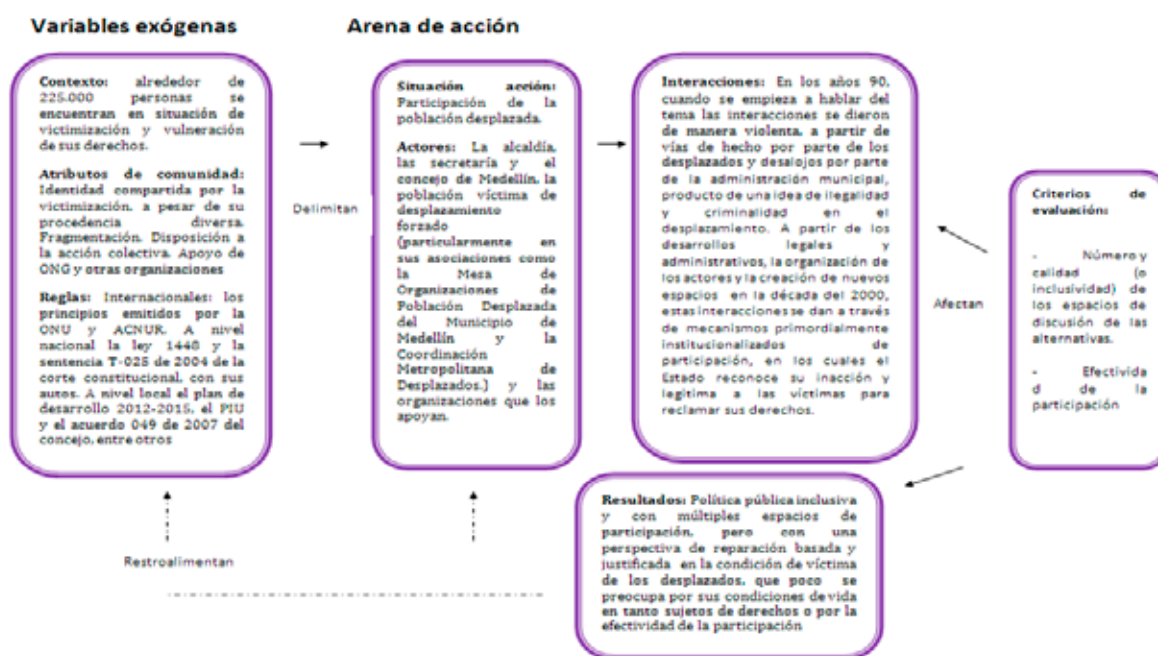 Variables exógenas
Arena de acción
Contexto: alrededor de
225.000 personas se
encuentran en situación de
victimización y vulneración
de sus derechos.
Atributos de comunidad:
Identidad compartida por la
victimización, a pesar de su
procedencia diversa.
Fragmentación. Disposición a
la acción colectiva. Apoyo de
ONG y otras organizaciones
Reglas: Internacionales: los
principios emitidos por la
ONU y ACNUR. A nivel
nacional la ley 1448 y la
sentencia T-025 de 2004 de la
corte constitucional, con sus
autos. A nivel local el plan de
desarrollo 2012-2015, el PIU
y el acuerdo 049 de 2007 del
concejo, entre otros
Delimitan
Situación acción:
Participación de la
población desplazada.
Actores: La alcaldía,
las secretaría y el
concejo de Medellín, la
población víctima de
desplazamiento
forzado
(particularmente en
sus asociaciones como
la Mesa de
Organizaciones de
Población Desplazada
del Municipio de
Medellín y la
Coordinación
Metropolitana de
Desplazados.) y las
organizaciones que los
apoyan.
Interacciones: En los años 90,
cuando se empieza a hablar del
tema las interacciones se dieron
de manera violenta, a partir de
vías de hecho por parte de los
desplazados y desalojos por parte
de la administración municipal,
producto de una idea de ilegalidad
y criminalidad en el
desplazamiento. A partir de los
desarrollos legales y
administrativos, la organización de
los actores y la creación de nuevos
espacios en la década del 2000,
estas interacciones se dan a través
de mecanismos primordialmente
institucionalizados de
participación, en los cuales el
Estado reconoce su inacción y
legitima a las víctimas para
reclamar sus derechos.
Afectan
Criterios de
evaluación:
- Número y
calidad (o
inclusividad) de
los espacios de
discusión de las
alternativas.
- Efectivida
d de la
participación
Resultados: Política pública inclusiva
y con múltiples espacios de
participación, pero con una
perspectiva de reparación basada y
justificada en la condición de víctima
de los desplazados, que poco se
preocupa por sus condiciones de vida
en tanto sujetos de derechos o por la
efectividad de la participación
Restroalimentan